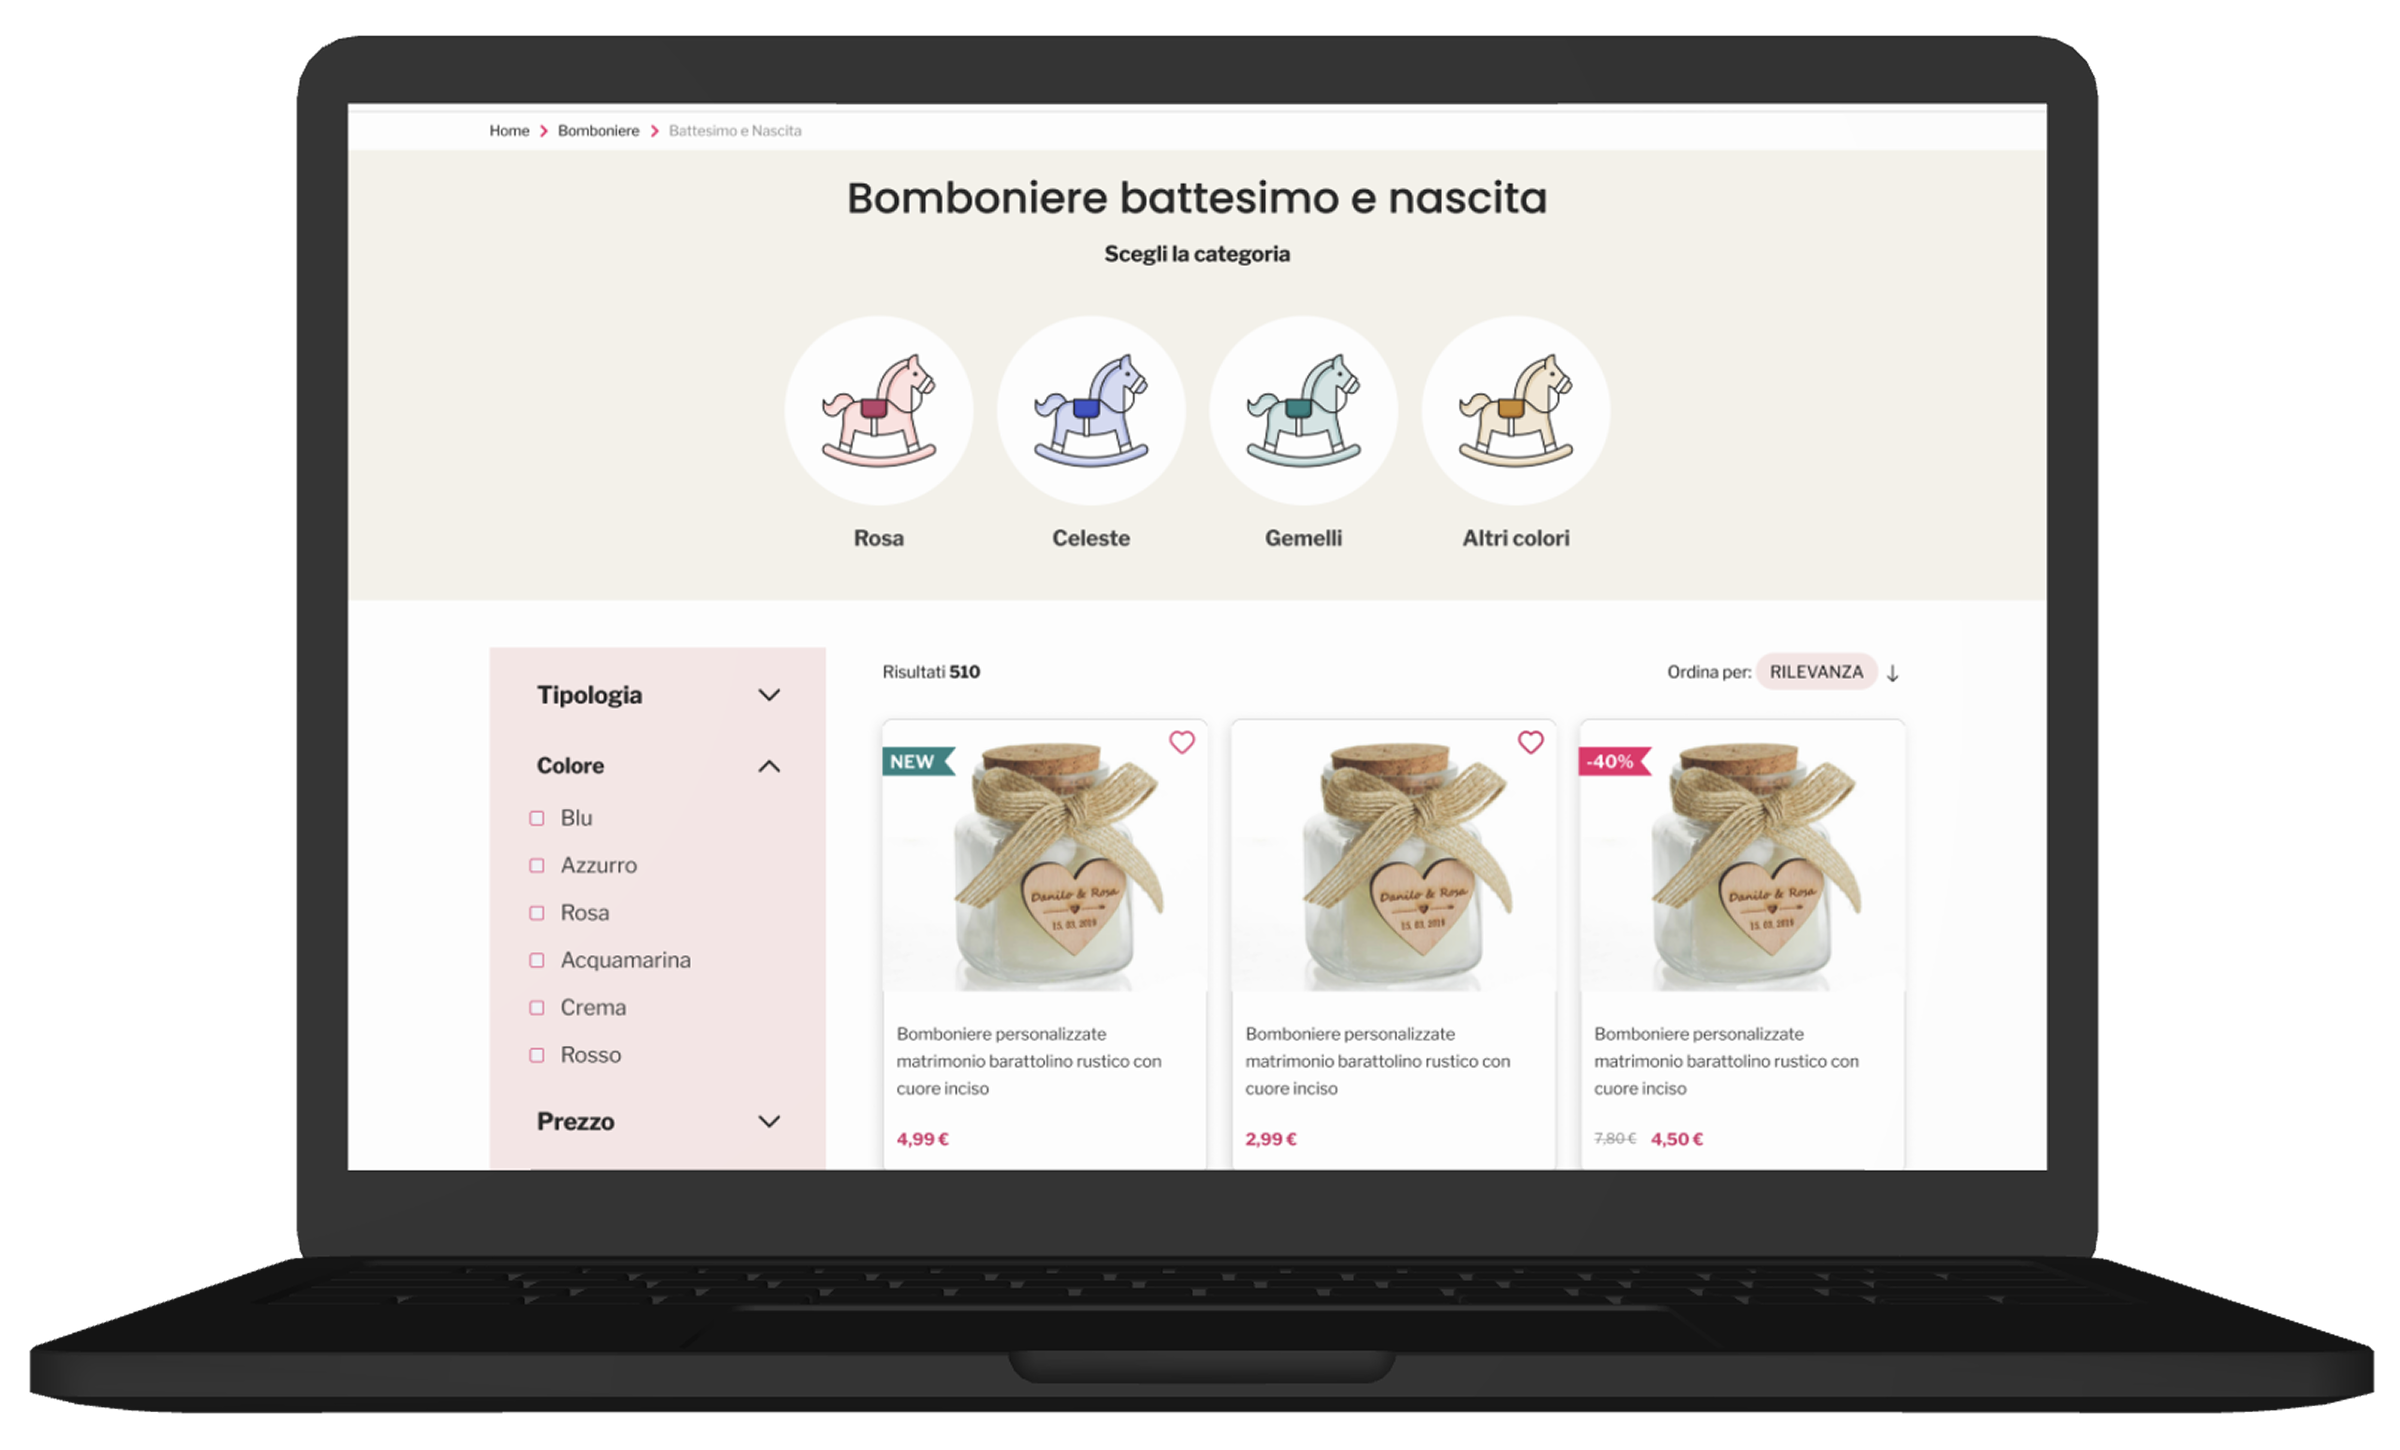 Home > Bomboniere > Battesimo e Nascita
Bomboniere battesimo e nascita
Scegli la categoria
Rosa
Celeste
Gemelli
Altri colori
Tipologia
Colore
Blu
Azzurro
Rosa
Acquamarina
Crema
Rosso
Prezzo
Risultati 510
Ordina per: RILEVANZA ↓
NEW
Danilo & Rosa
15. 03. 2019
Bomboniere personalizzate
matrimonio barattolino rustico con
cuore inciso
4,99 €
Danilo & Rosa
15. 03. 2019
Bomboniere personalizzate
matrimonio barattolino rustico con
cuore inciso
2,99 €
-40%
Danilo & Rosa
15. 03. 2019
Bomboniere personalizzate
matrimonio barattolino rustico con
cuore inciso
7,80 € 4,50 €